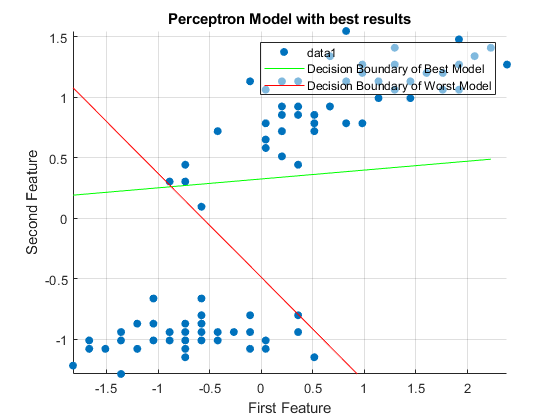 Perceptron Model with best results
data1
Decision Boundary of Best Model
Decision Boundary of Worst Model
1.5
1
0.5
0
-0.5
-1
Second Feature
-1.5
-1
-0.5
0
0.5
1
1.5
2
First Feature